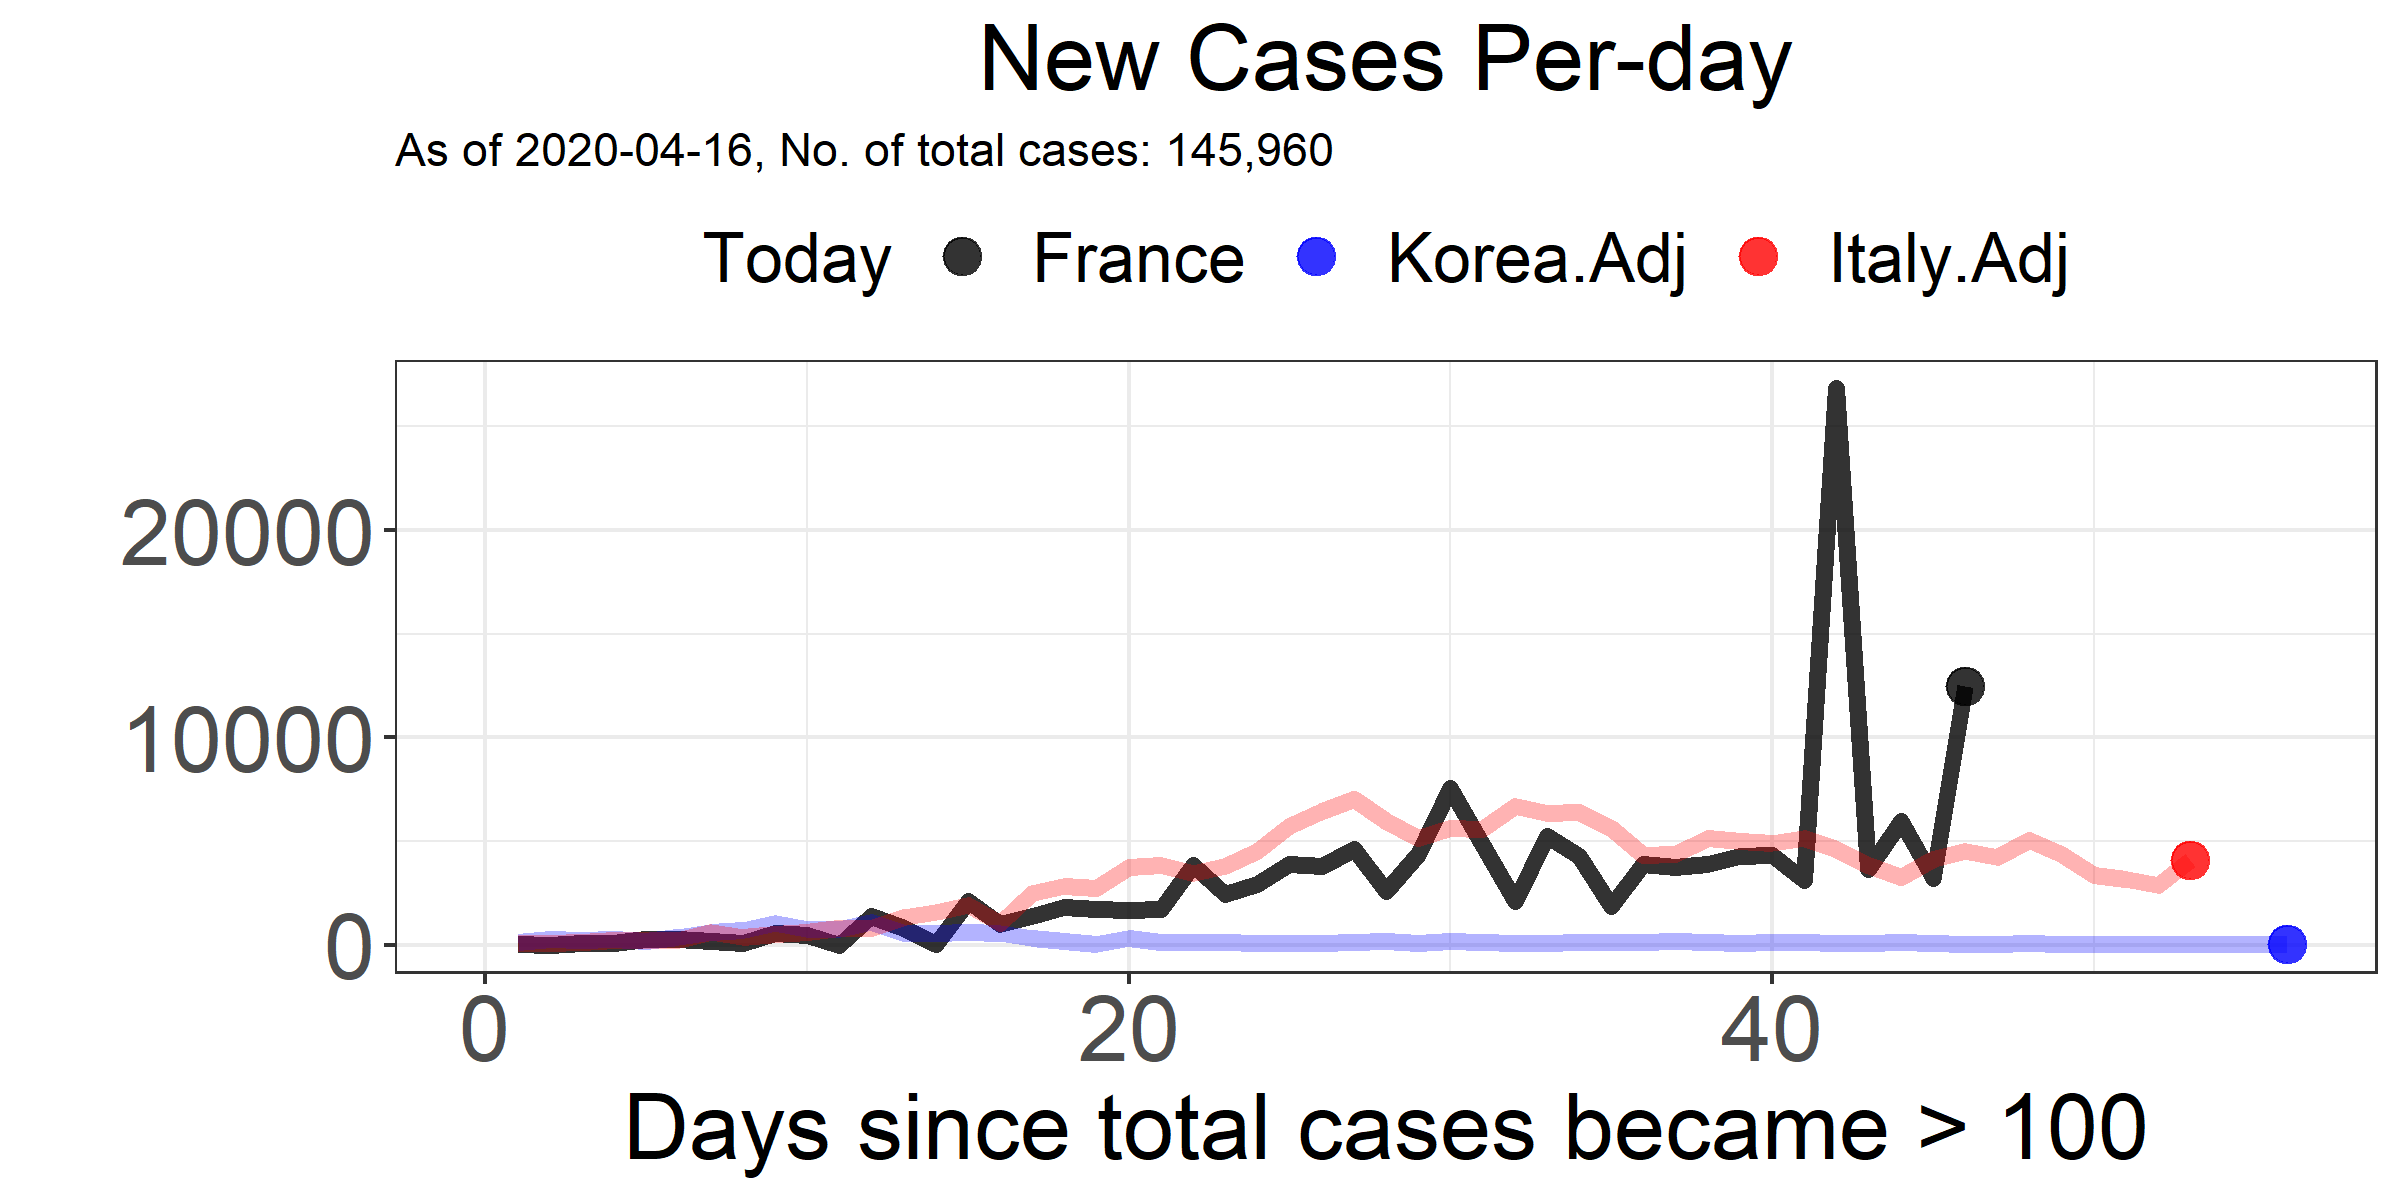 New Cases Per-day
As of 2020-04-16, No. of total cases: 145,960
Today France Korea.Adj Italy.Adj
20000
10000
0
0 20 40
Days since total cases became > 100